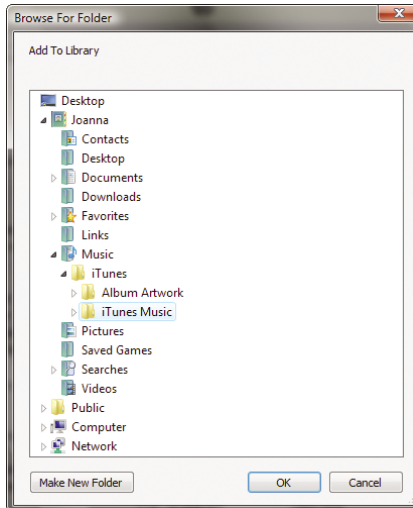 Browse For Folder
Add To Library
Desktop
Joanna
Contacts
Desktop
Documents
Downloads
Favorites
Links
Music
iTunes
Album Artwork
iTunes Music
Pictures
Saved Games
Searches
Videos
Public
Computer
Network
Make New Folder OK Cancel